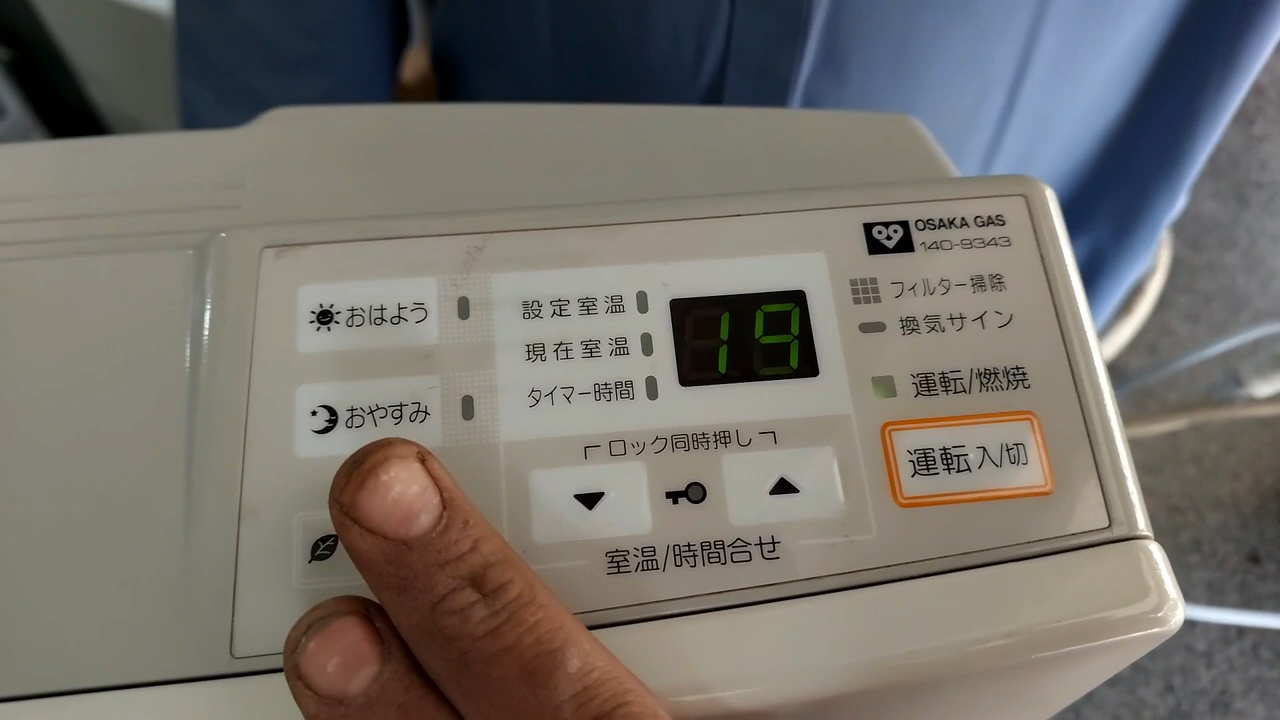 OSAKA GAS
140-9343
おはよう
おやすみ
設定室温
現在室温
タイマー時間
19
フィルター掃除
換気サイン
運転/燃焼
運転入/切
ロック同時押し
▼
▲
室温/時間合せ